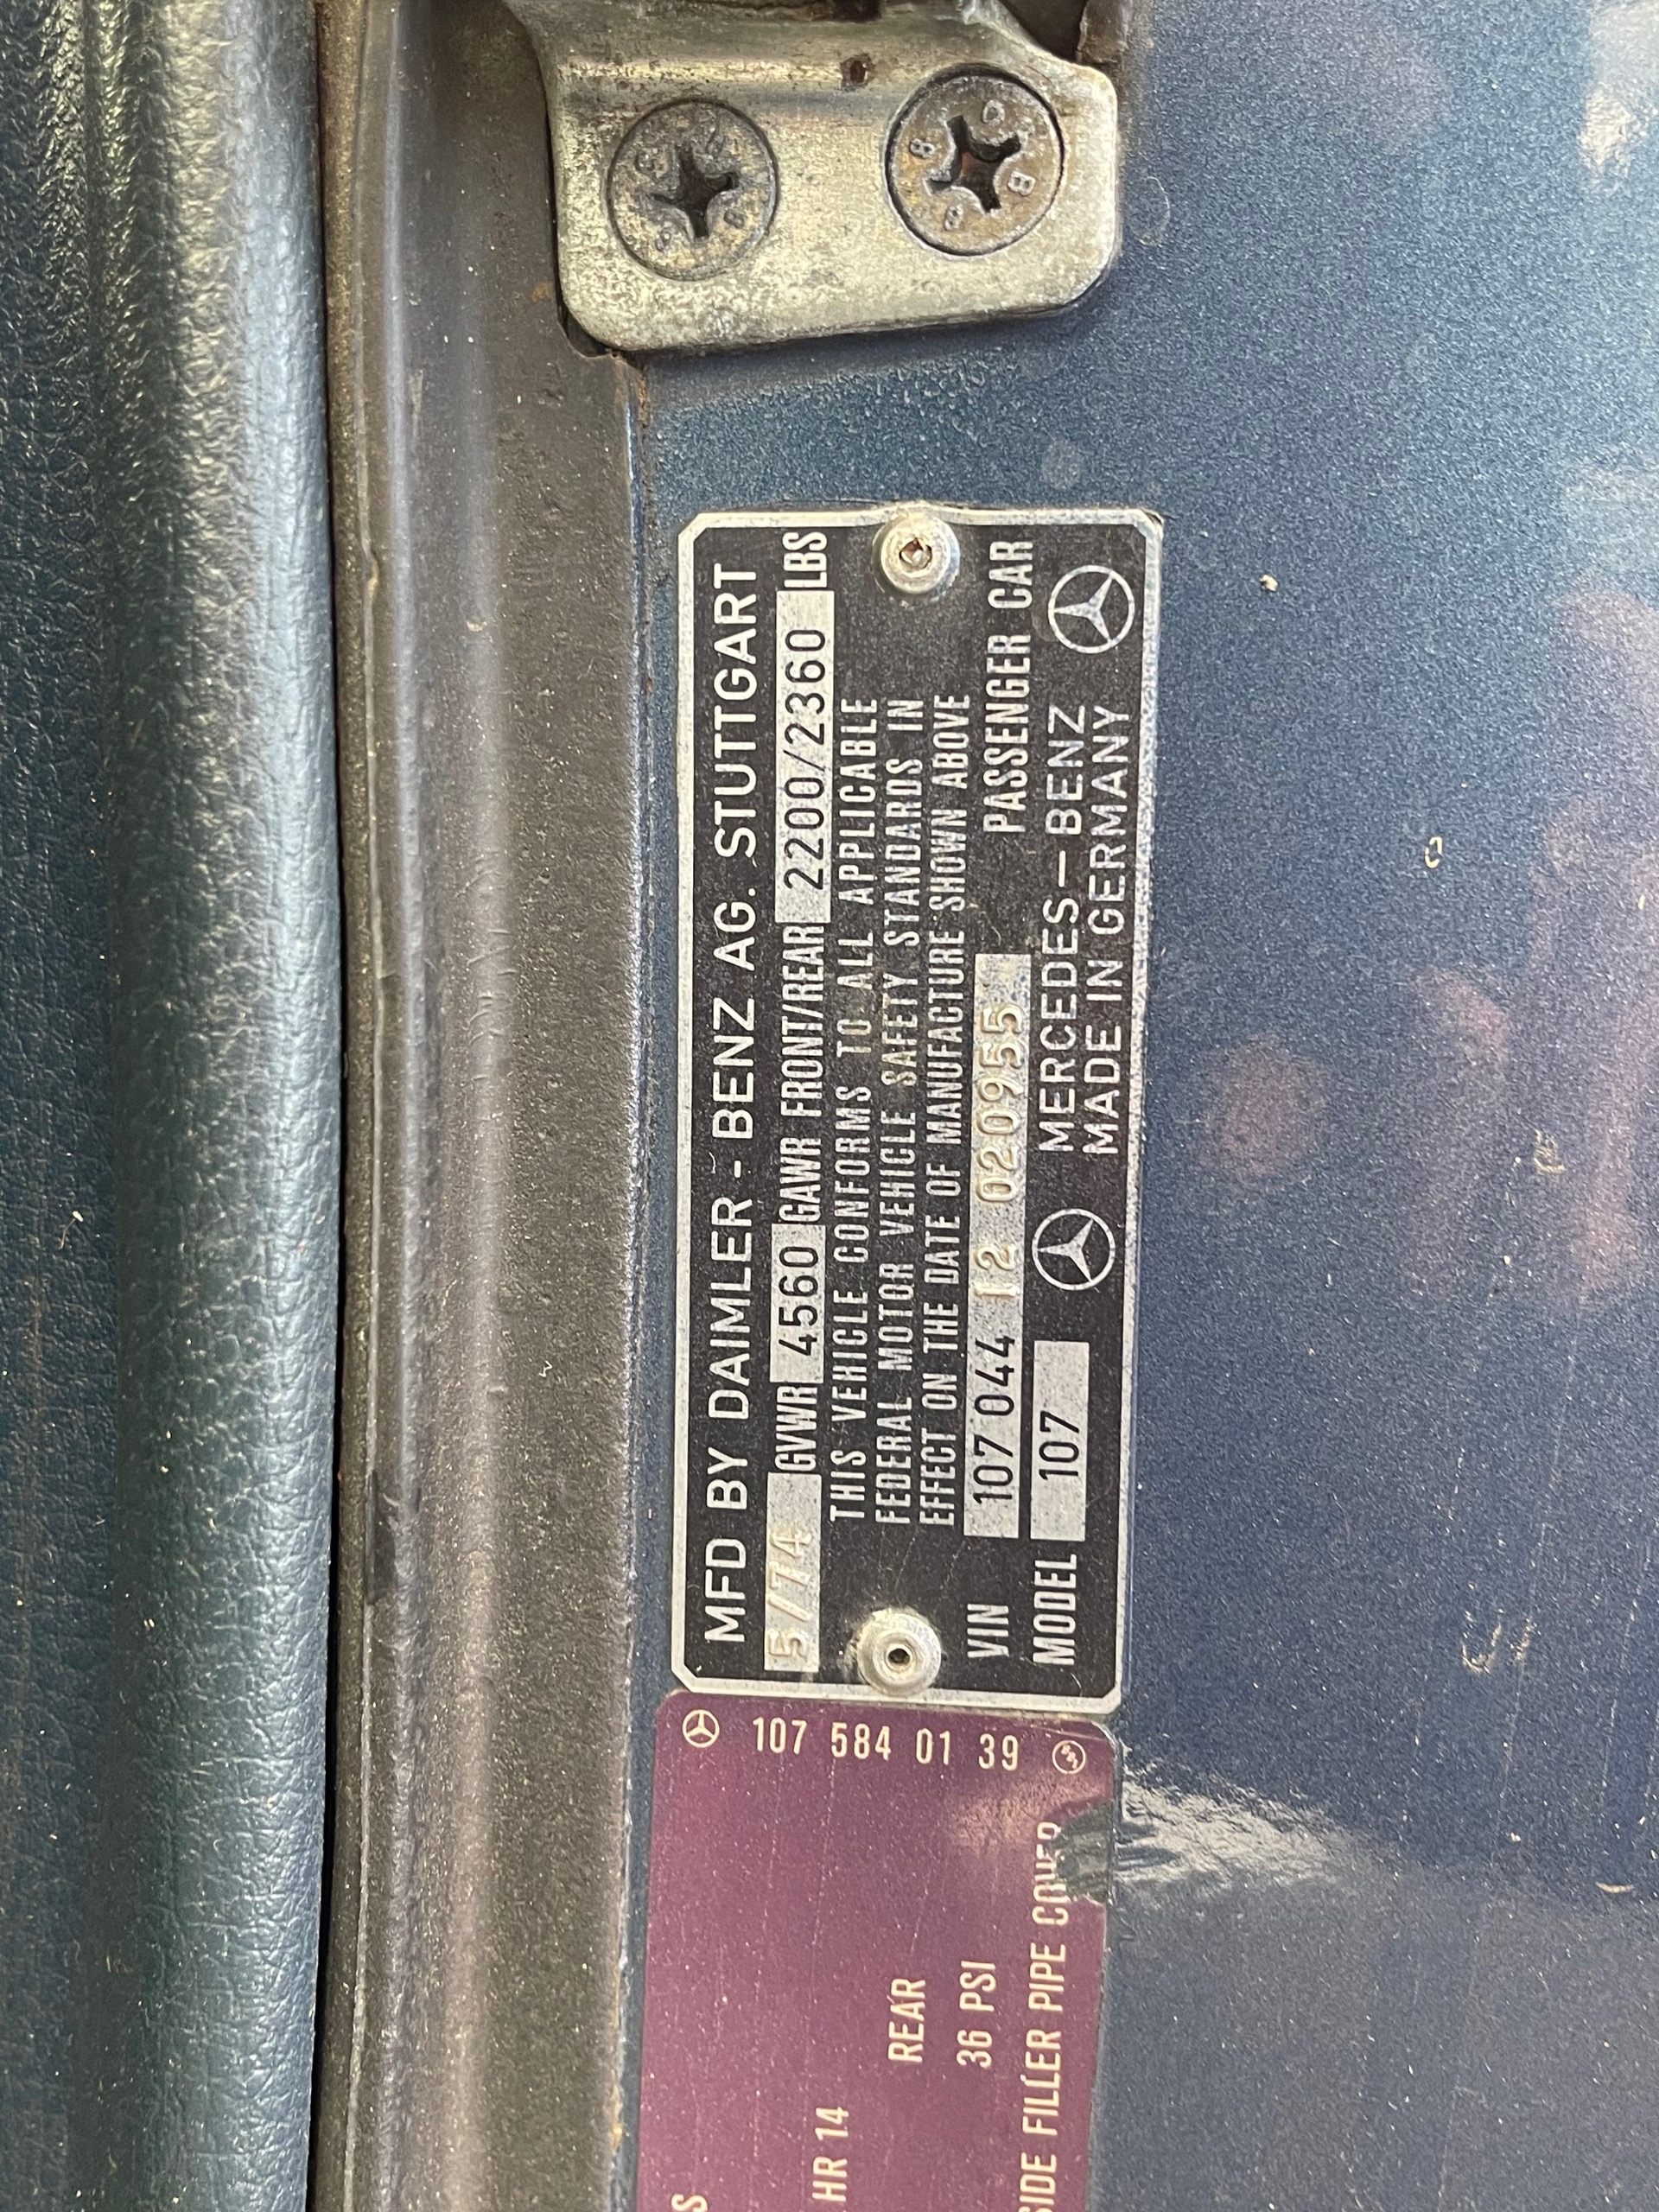 MFD BY DAIMLER - BENZ AG. STUTTGART
5/74 GVWR 4560 GAWR FRONT/REAR 2200/2360 LBS
THIS VEHICLE CONFORMS TO ALL APPLICABLE
FEDERAL MOTOR VEHICLE SAFETY STANDARDS IN
EFFECT ON THE DATE OF MANUFACTURE SHOWN ABOVE
VIN 107 044 12 020955 PASSENGER CAR
MODEL 107 MERCEDES-BENZ
MADE IN GERMANY
107 584 01 39
S
HR 14
REAR
36 PSI
SIDE FILLER PIPE COVER